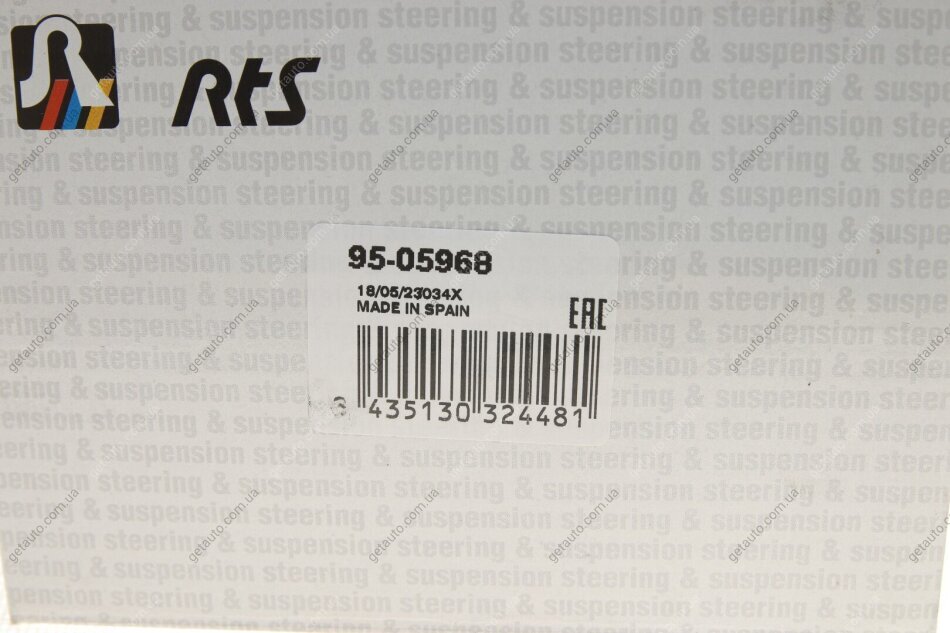 RTS
steering & suspension steering & suspension steering & suspension
95-05968
18/05/23034X
MADE IN SPAIN
EAC
435130 324481
getauto.com.ua